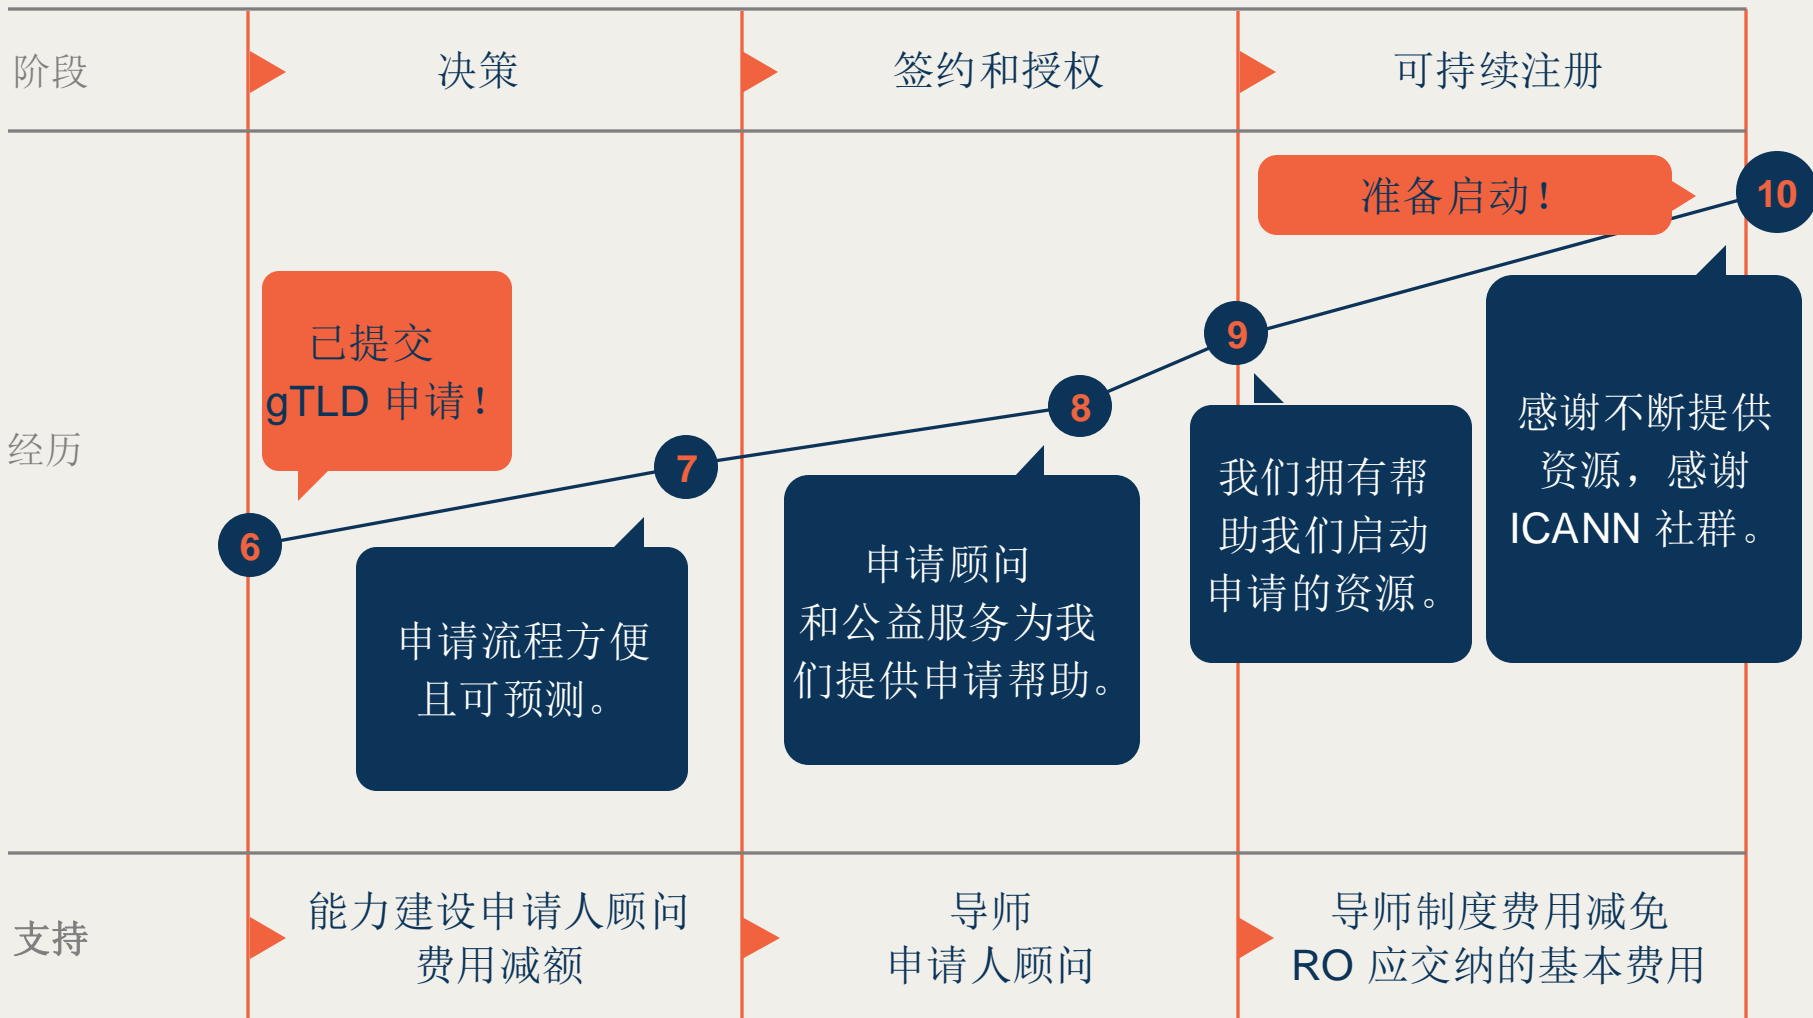 阶段
决策
签约和授权
可持续注册
经历
6
已提交
gTLD 申请！
7
申请流程方便
且可预测。
8
申请顾问
和公益服务为我
们提供申请帮助。
9
我们拥有帮
助我们启动
申请的资源。
准备启动！
10
感谢不断提供
资源，感谢
ICANN 社群。
支持
能力建设申请人顾问
费用减额
导师
申请人顾问
导师制度费用减免
RO 应交纳的基本费用